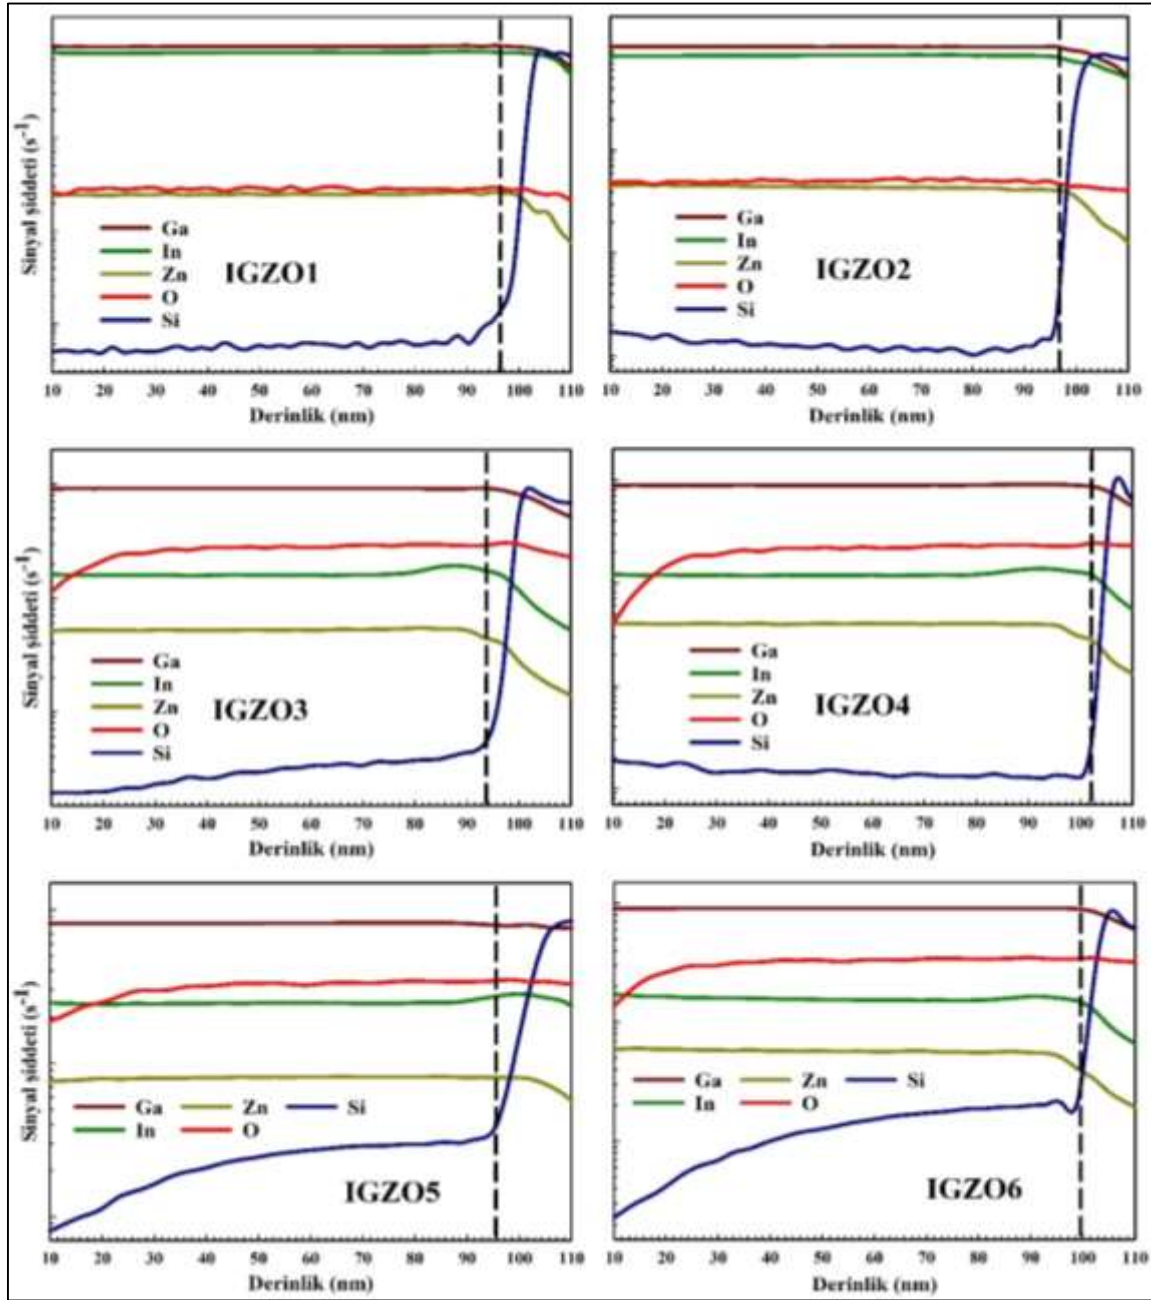 Sinyal şiddeti (s⁻¹)
Ga
In
Zn
O
Si
IGZO1
10 20 30 40 50 60 70 80 90 100 110
Derinlik (nm)
Ga
In
Zn
O
Si
IGZO2
10 20 30 40 50 60 70 80 90 100 110
Derinlik (nm)
Sinyal şiddeti (s⁻¹)
Ga
In
Zn
O
Si
IGZO3
10 20 30 40 50 60 70 80 90 100 110
Derinlik (nm)
Ga
In
Zn
O
Si
IGZO4
10 20 30 40 50 60 70 80 90 100 110
Derinlik (nm)
Sinyal şiddeti (s⁻¹)
Ga Zn Si
In O
IGZO5
10 20 30 40 50 60 70 80 90 100 110
Derinlik (nm)
Ga Zn Si
In O
IGZO6
10 20 30 40 50 60 70 80 90 100 110
Derinlik (nm)